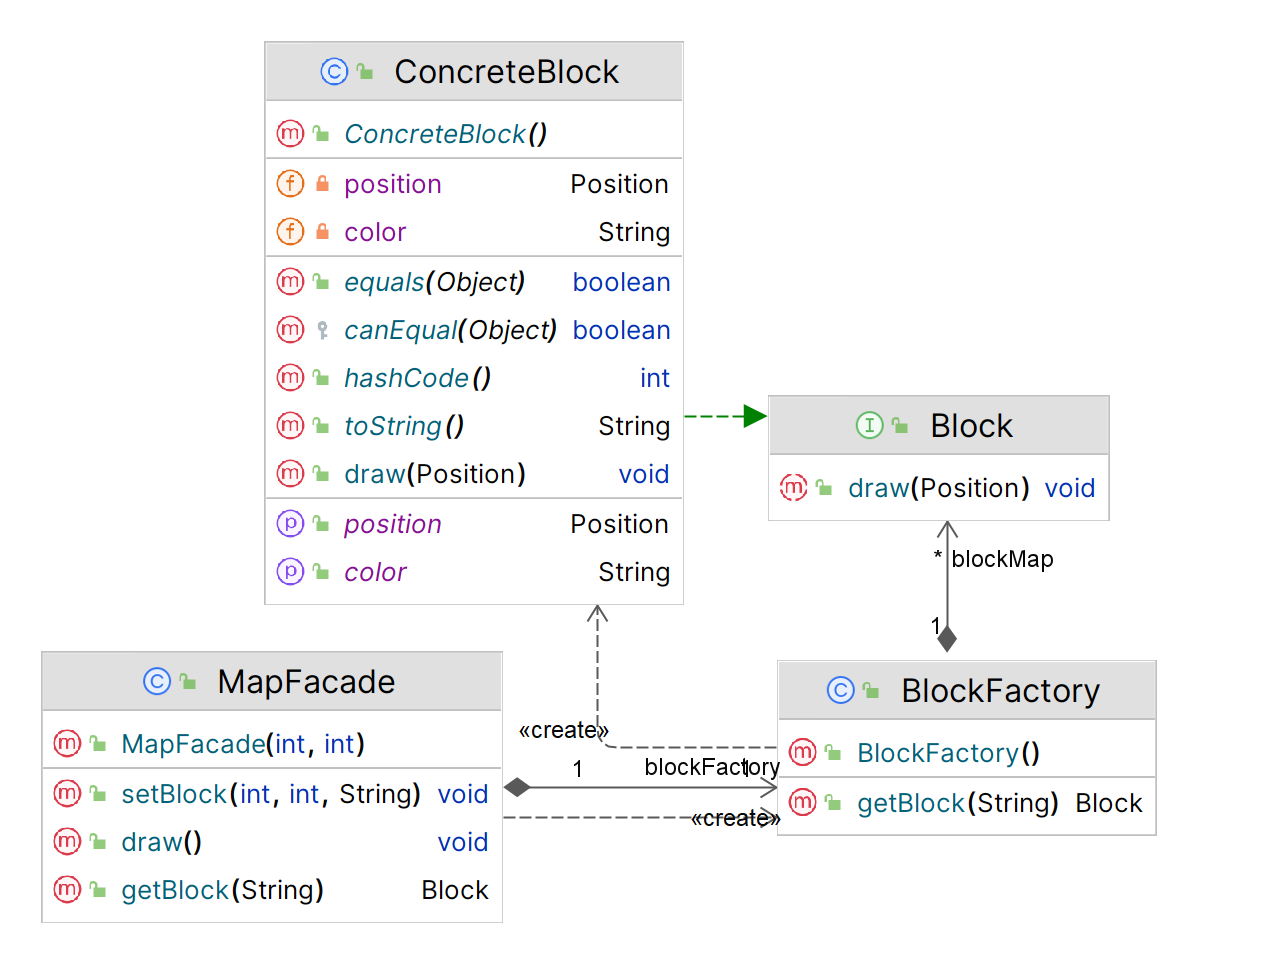 ConcreteBlock
ConcreteBlock()
position Position
color String
equals(Object) boolean
canEqual(Object) boolean
hashCode() int
toString() String
draw(Position) void
position Position
color String
Block
draw(Position) void
* blockMap
1
MapFacade
MapFacade(int, int)
setBlock(int, int, String) void
draw() void
getBlock(String) Block
«create»
1 blockFactory 1
«create»
BlockFactory
BlockFactory()
getBlock(String) Block